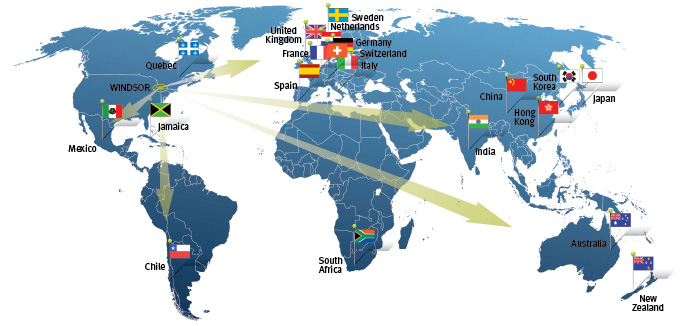 Sweden
Netherlands
United
Kingdom
Germany
France
Switzerland
Italy
Quebec
Spain
WINDSOR
South
Korea
China
Japan
Hong
Kong
Jamaica
Mexico
India
Australia
South
Africa
Chile
New
Zealand